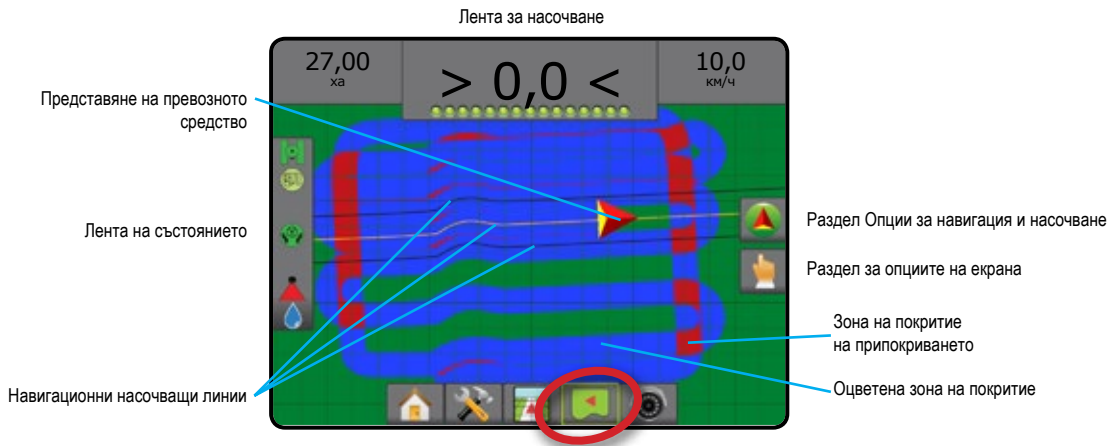 Лента за насочване
27,00
ха
> 0,0 <
10,0
км/ч
Представяне на превозното
средство
Лента на състоянието
Навигационни насочващи линии
Раздел Опции за навигация и насочване
Раздел за опциите на екрана
Зона на покритие
на припокриването
Оцветена зона на покритие